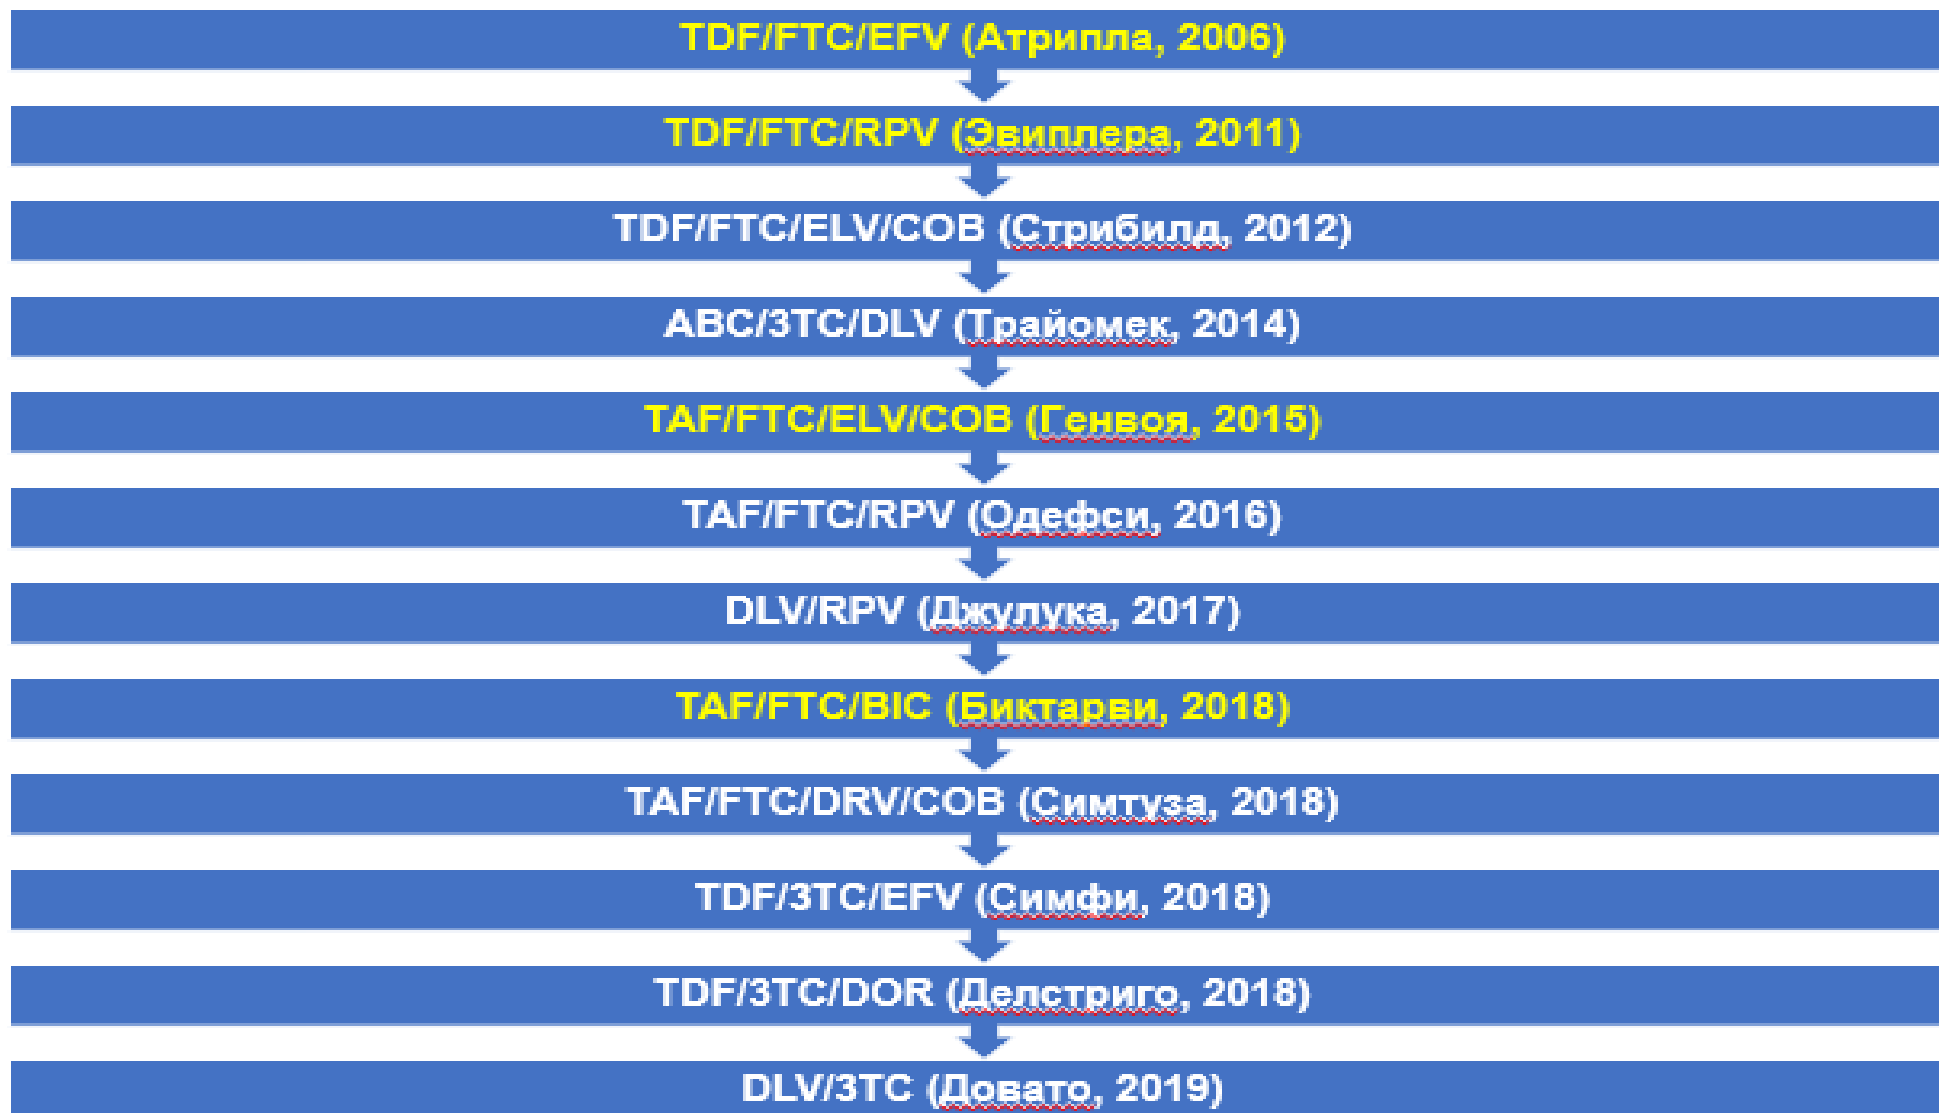 TDF/FTC/EFV (Атрипла, 2006)
TDF/FTC/RPV (Эвиплера, 2011)
TDF/FTC/ELV/COB (Стрибилд, 2012)
ABC/3TC/DLV (Трайомек, 2014)
TAF/FTC/ELV/COB (Генвоя, 2015)
TAF/FTC/RPV (Одефси, 2016)
DLV/RPV (Джулука, 2017)
TAF/FTC/BIC (Биктарви, 2018)
TAF/FTC/DRV/COB (Симтуза, 2018)
TDF/3TC/EFV (Симфи, 2018)
TDF/3TC/DOR (Делстриго, 2018)
DLV/3TC (Довато, 2019)